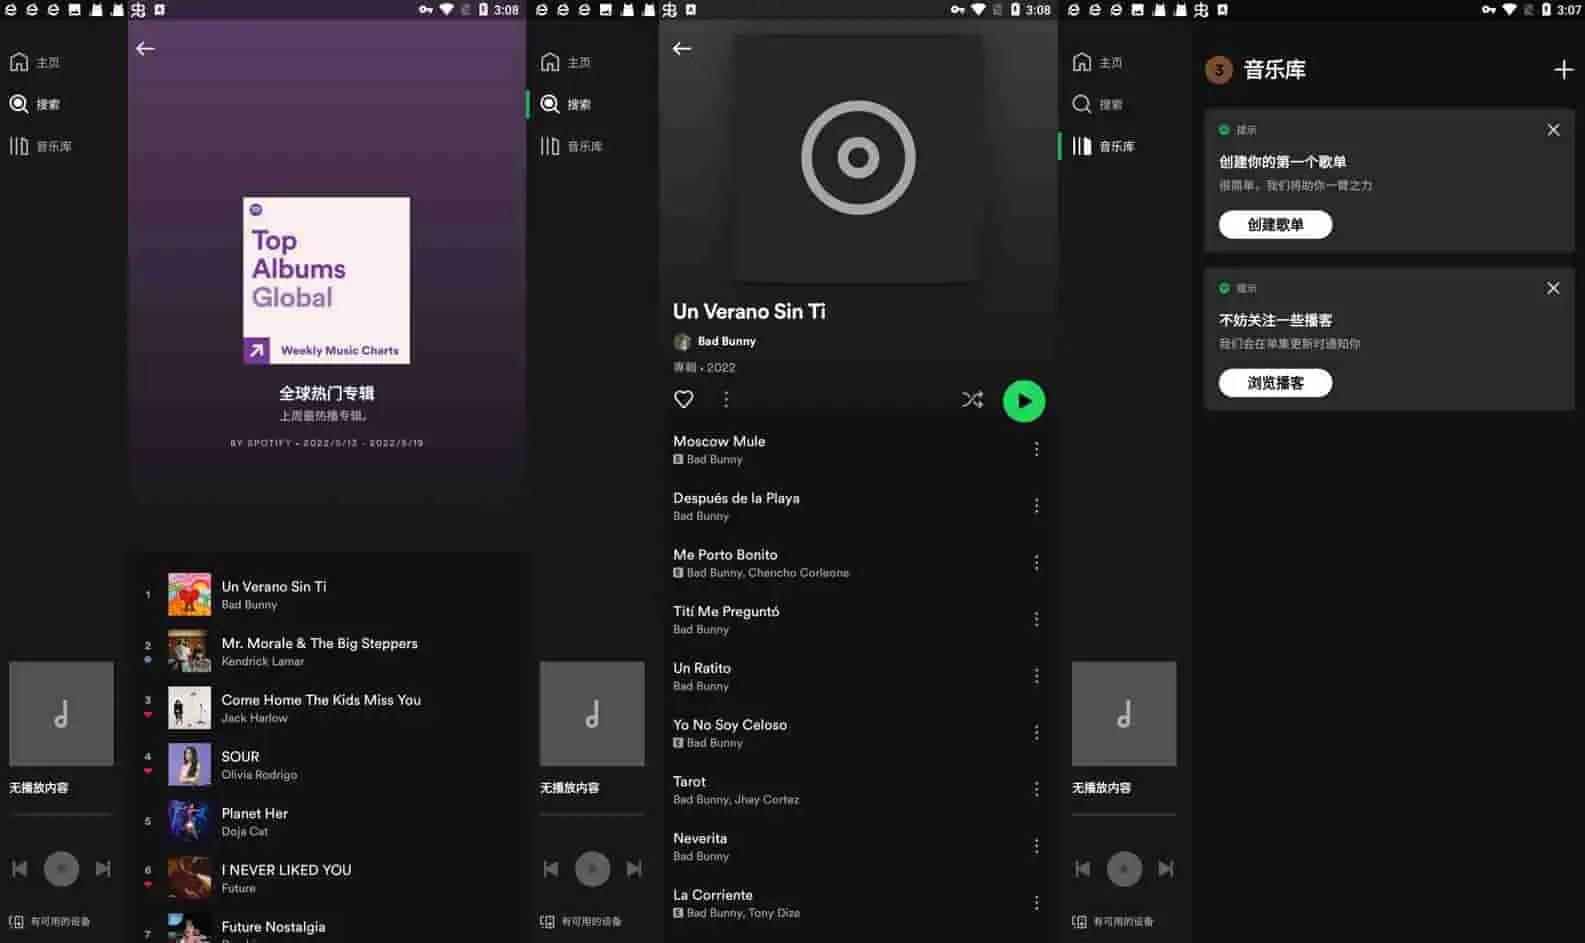 3:08
主页
搜索
音乐库
Top
Albums
Global
Weekly Music Charts
全球热门专辑
上周最热播专辑。
BY SPOTIFY • 2022/5/13 - 2022/5/19
1
Un Verano Sin Ti
Bad Bunny
2
Mr. Morale & The Big Steppers
Kendrick Lamar
3
Come Home The Kids Miss You
Jack Harlow
4
SOUR
Olivia Rodrigo
5
Planet Her
Doja Cat
6
I NEVER LIKED YOU
Future
7
Future Nostalgia
无播放内容
有可用的设备
3:08
主页
搜索
音乐库
Un Verano Sin Ti
Bad Bunny
專輯 • 2022
Moscow Mule
E Bad Bunny
Después de la Playa
Bad Bunny
Me Porto Bonito
E Bad Bunny, Chencho Corleone
Tití Me Preguntó
Bad Bunny
Un Ratito
Bad Bunny
Yo No Soy Celoso
E Bad Bunny
Tarot
Bad Bunny, Jhay Cortez
Neverita
Bad Bunny
La Corriente
E Bad Bunny, Tony Dize
无播放内容
有可用的设备
3:07
主页
搜索
音乐库
3 音乐库
提示
创建你的第一个歌单
很简单，我们将助你一臂之力
创建歌单
提示
不妨关注一些播客
我们会在单集更新时通知你
浏览播客
无播放内容
有可用的设备